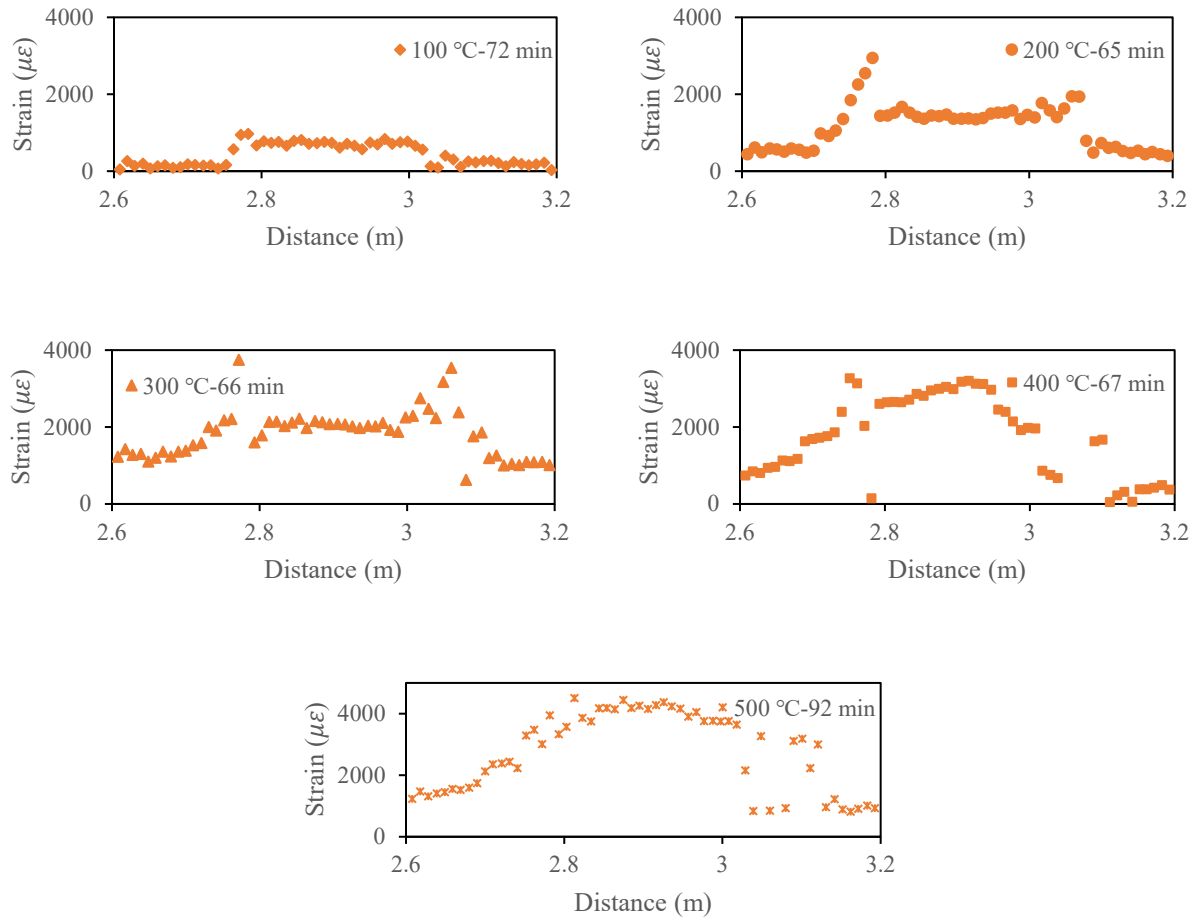 4000
2000
0
Strain (με)
100 ℃-72 min
2.6 2.8 3 3.2
Distance (m)
4000
2000
0
Strain (με)
200 ℃-65 min
2.6 2.8 3 3.2
Distance (m)
4000
2000
0
Strain (με)
300 ℃-66 min
2.6 2.8 3 3.2
Distance (m)
4000
2000
0
Strain (με)
400 ℃-67 min
2.6 2.8 3 3.2
Distance (m)
4000
2000
0
Strain (με)
500 ℃-92 min
2.6 2.8 3 3.2
Distance (m)